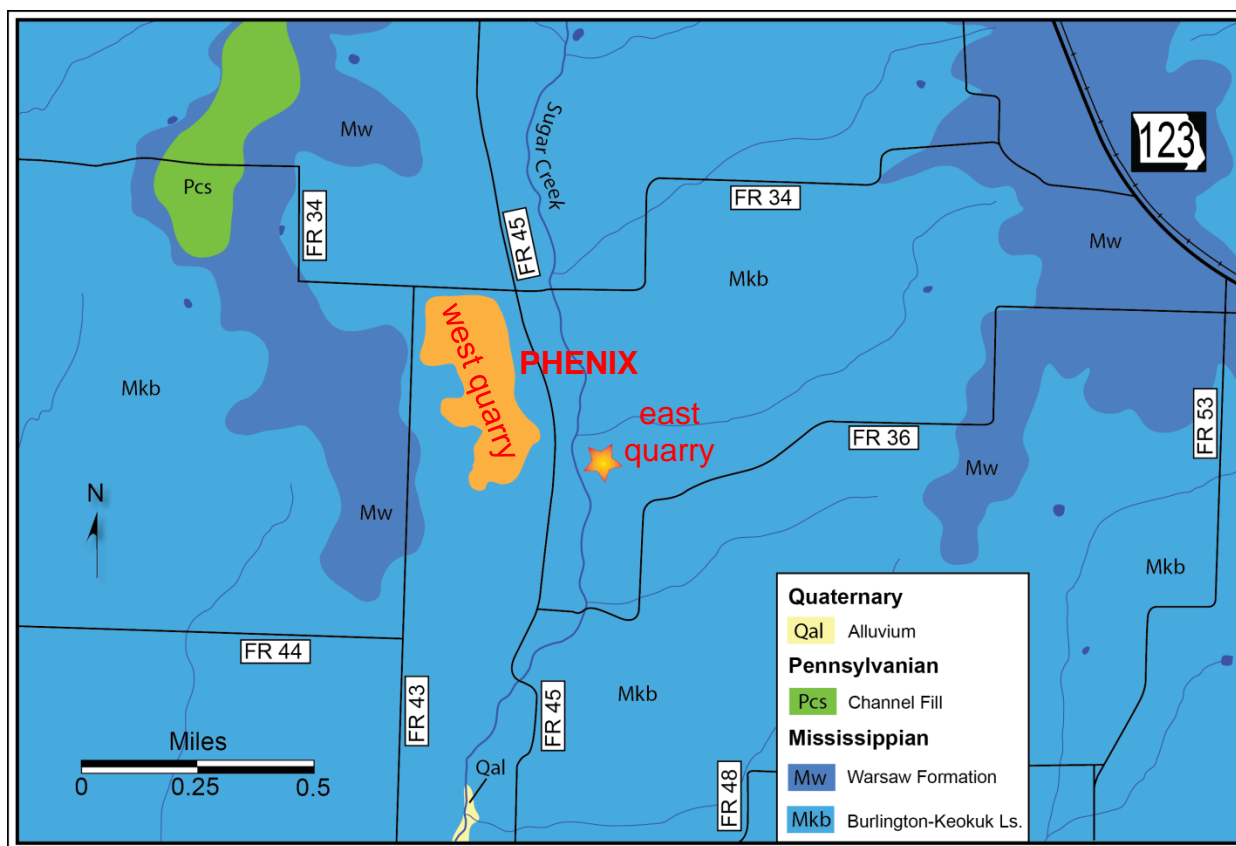 Mw
123
Sugar Creek
Pcs
FR 34
FR 45
FR 34
Mw
Mkb
west quarry
PHENIX
Mkb
east
quarry
FR 36
FR 53
Mw
N
Mw
Mkb
FR 44
FR 43
FR 45
Mkb
Miles
0
0.25
0.5
Qal
FR 48
Quaternary
Qal Alluvium
Pennsylvanian
Pcs Channel Fill
Mississippian
Mw Warsaw Formation
Mkb Burlington-Keokuk Ls.